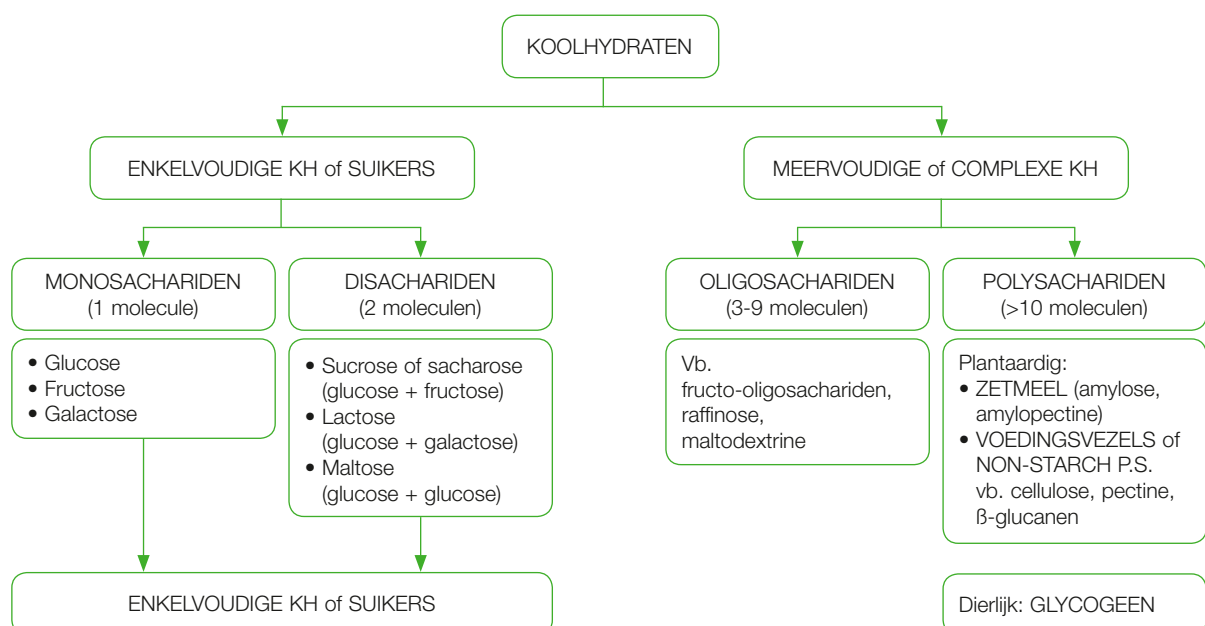 KOOLHYDRATEN
ENKELVOUDIGE KH of SUIKERS
MEERVOUDIGE of COMPLEXE KH
MONOSACHARIDEN
(1 molecule)
DISACHARIDEN
(2 moleculen)
OLIGOSACHARIDEN
(3-9 moleculen)
POLYSACHARIDEN
(>10 moleculen)
• Glucose
• Fructose
• Galactose
• Sucrose of sacharose
(glucose + fructose)
• Lactose
(glucose + galactose)
• Maltose
(glucose + glucose)
Vb.
fructo-oligosachariden,
raffinose,
maltodextrine
Plantaardig:
• ZETMEEL (amylose,
amylopectine)
• VOEDINGSVEZELS of
NON-STARCH P.S.
vb. cellulose, pectine,
ß-glucanen
ENKELVOUDIGE KH of SUIKERS
Dierlijk: GLYCOGEEN